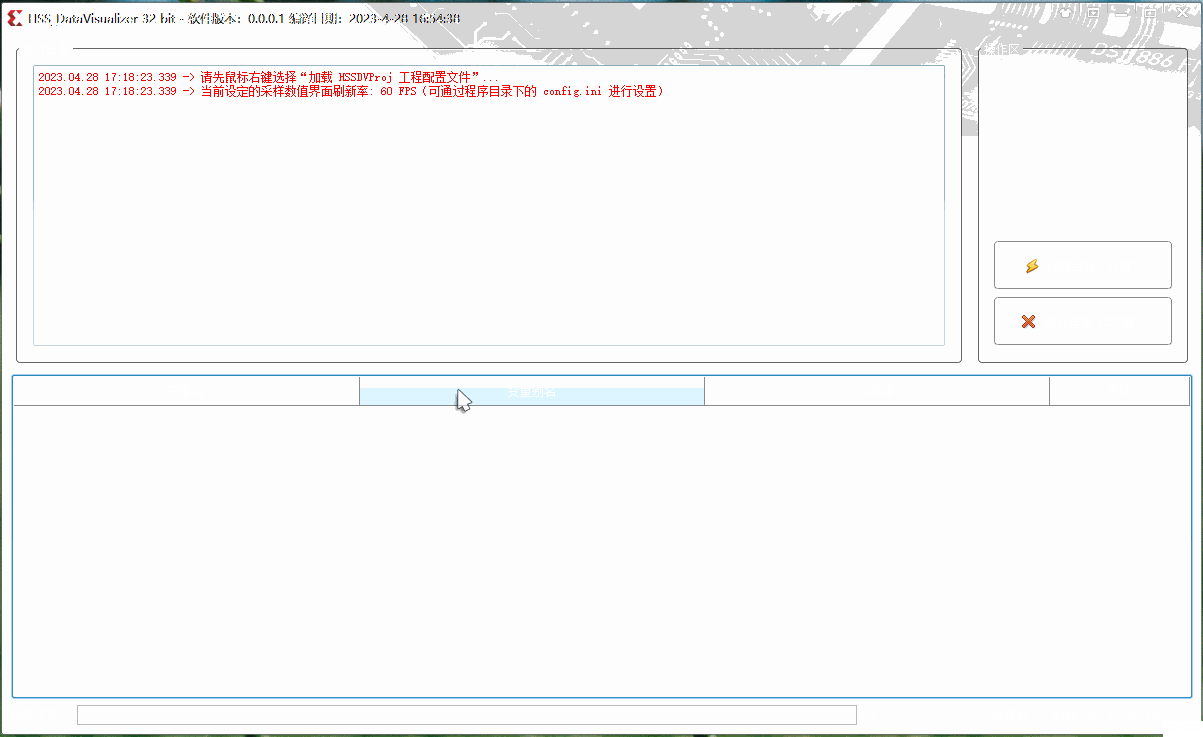 HSS_DataVisualizer 32 bit - 软件版本: 0.0.0.1 编译日期: 2023-4-28 16:54:38
操作区
2023.04.28 17:18:23.339 -> 请先鼠标右键选择“加载 HSSDVProj 工程配置文件”...
2023.04.28 17:18:23.339 -> 当前设定的采样数值界面刷新率: 60 FPS（可通过程序目录下的 config.ini 进行设置）
变量别名